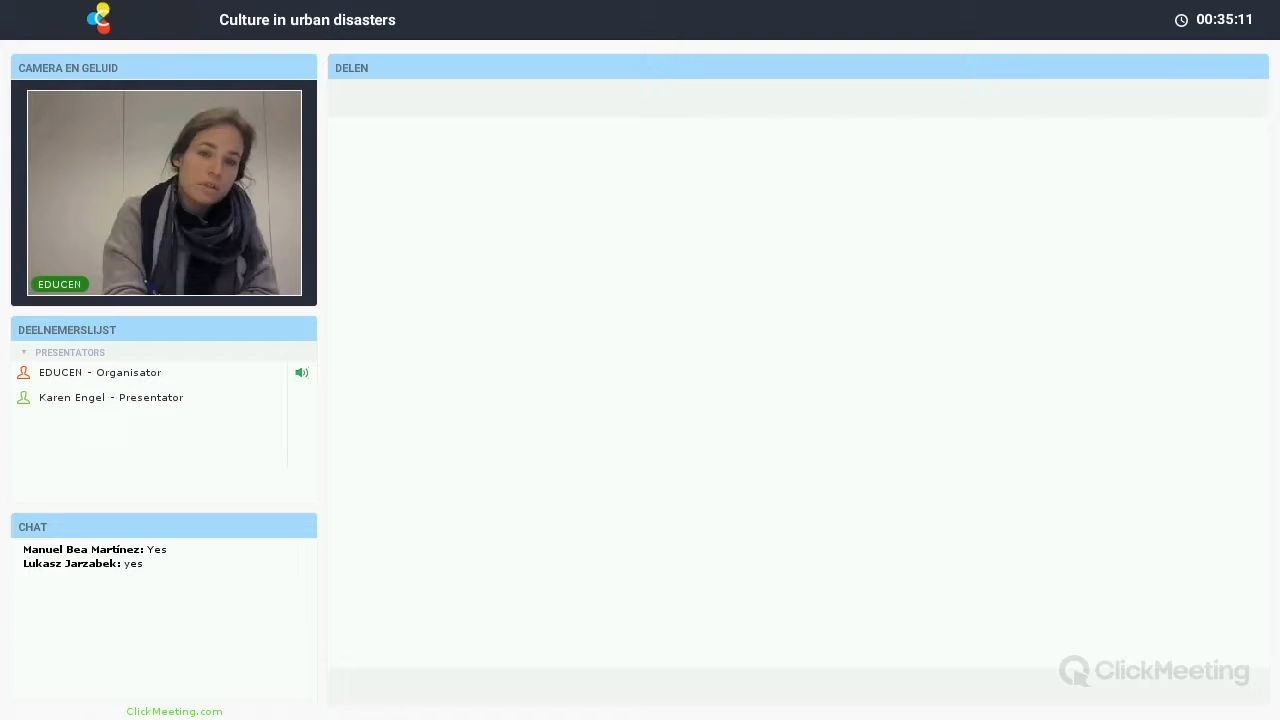 Culture in urban disasters
00:35:11
CAMERA EN GELUID
EDUCEN
DEELNEMERSLIJST
PRESENTATORS
EDUCEN - Organisator
Karen Engel - Presentator
CHAT
Manuel Bea Martínez: Yes
Lukasz Jarzabek: yes
ClickMeeting.com
DELEN
ClickMeeting